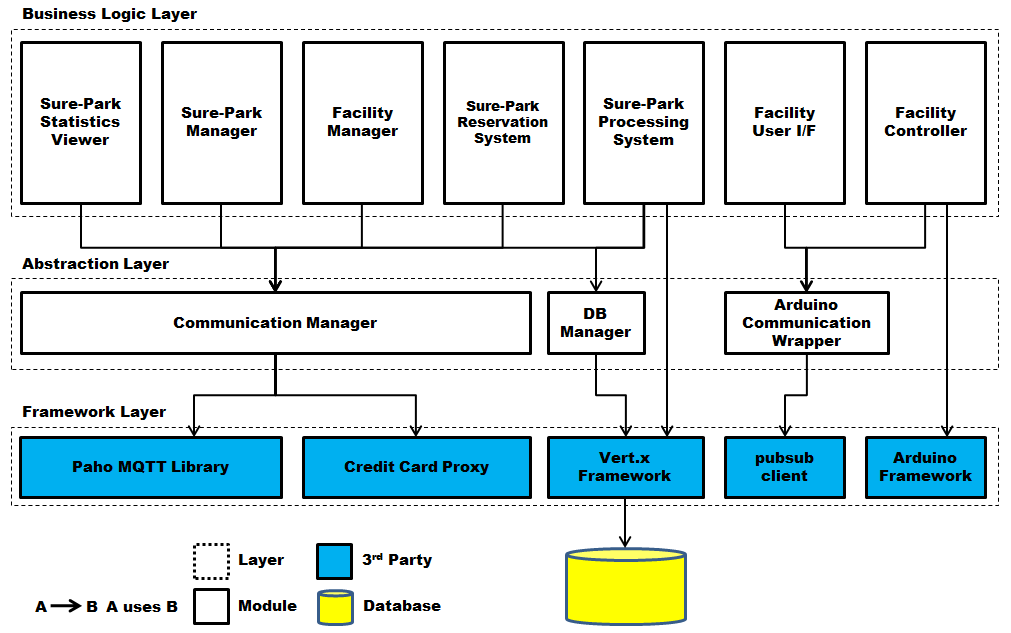 Business Logic Layer
Sure-Park
Statistics
Viewer
Sure-Park
Manager
Facility
Manager
Sure-Park
Reservation
System
Sure-Park
Processing
System
Facility
User I/F
Facility
Controller
Abstraction Layer
Communication Manager
DB
Manager
Arduino
Communication
Wrapper
Framework Layer
Paho MQTT Library
Credit Card Proxy
Vert.x
Framework
pubsub
client
Arduino
Framework
Layer
3rd Party
A B A uses B
Module
Database